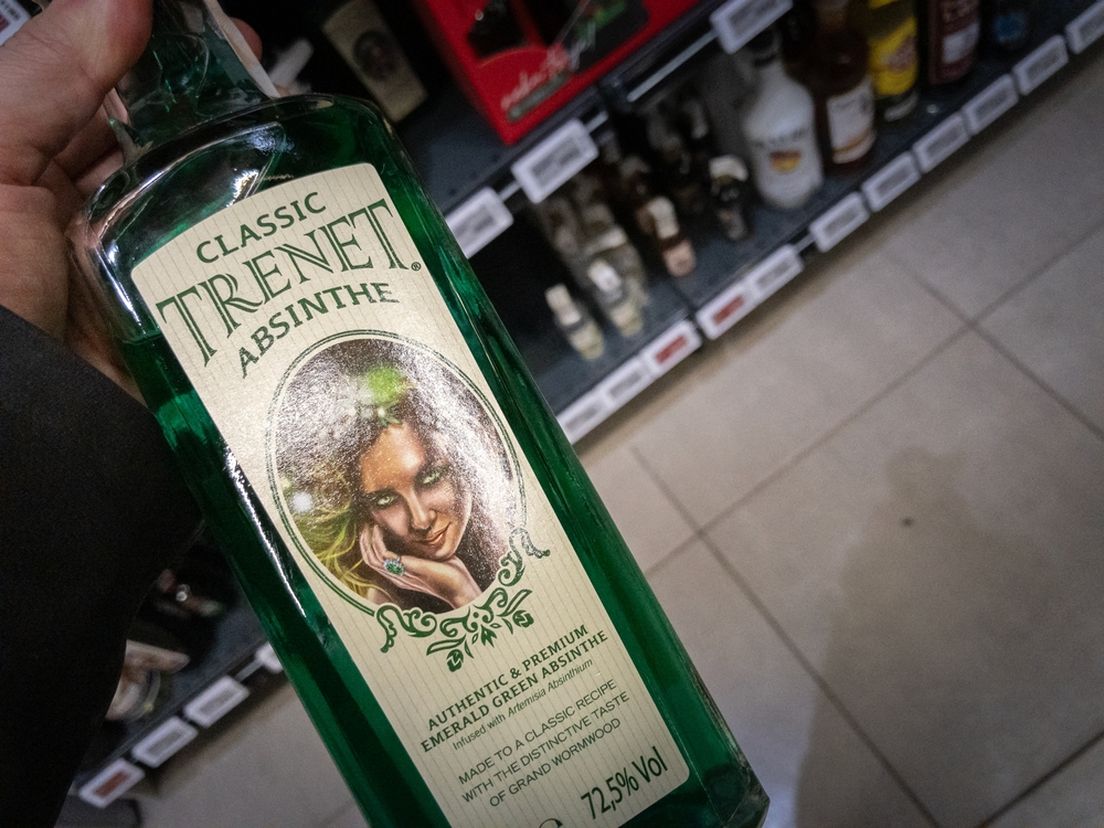 CLASSIC
TRENET®
ABSINTHE
AUTHENTIC & PREMIUM
EMERALD GREEN ABSINTHE
Infused with Artemisia Absinthium
MADE TO A CLASSIC RECIPE
WITH THE DISTINCTIVE TASTE
OF GRAND WORMWOOD
72,5% Vol